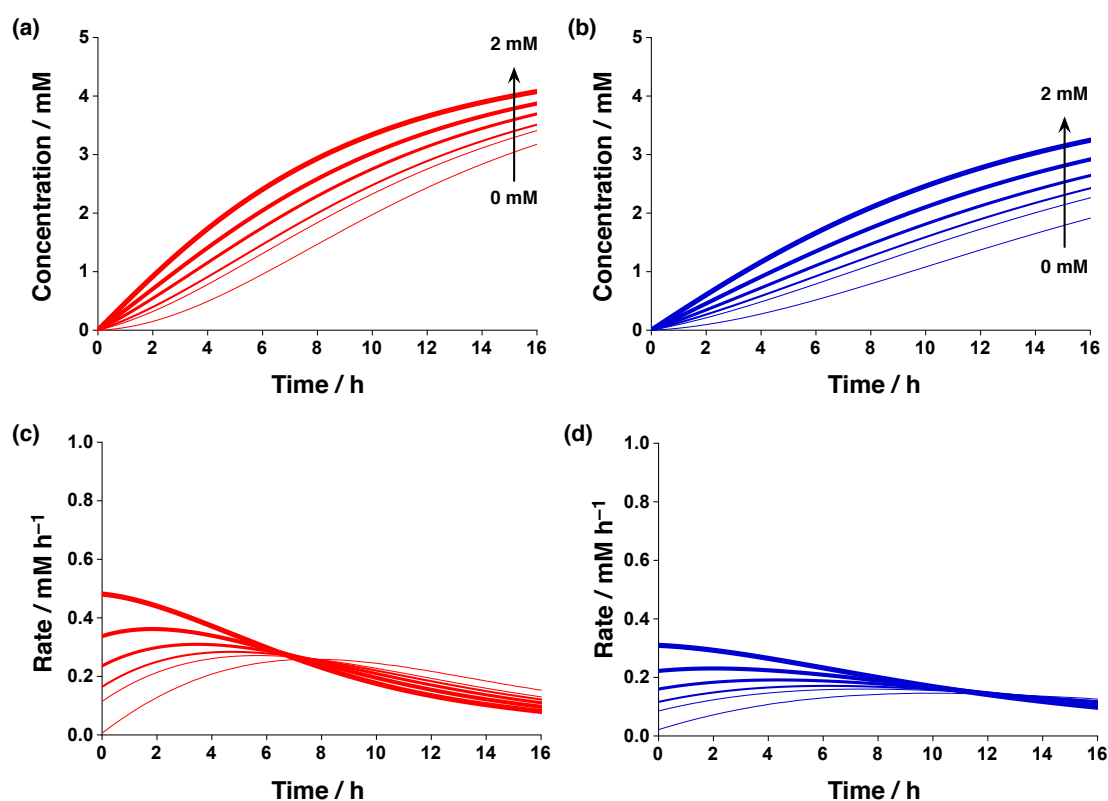 (a)
5
4
3
2
1
0
Concentration / mM
2 mM
0 mM
0 2 4 6 8 10 12 14 16
Time / h
(b)
5
4
3
2
1
0
Concentration / mM
2 mM
0 mM
0 2 4 6 8 10 12 14 16
Time / h
(c)
1.0
0.8
0.6
0.4
0.2
0.0
Rate / mM h⁻¹
0 2 4 6 8 10 12 14 16
Time / h
(d)
1.0
0.8
0.6
0.4
0.2
0.0
Rate / mM h⁻¹
0 2 4 6 8 10 12 14 16
Time / h